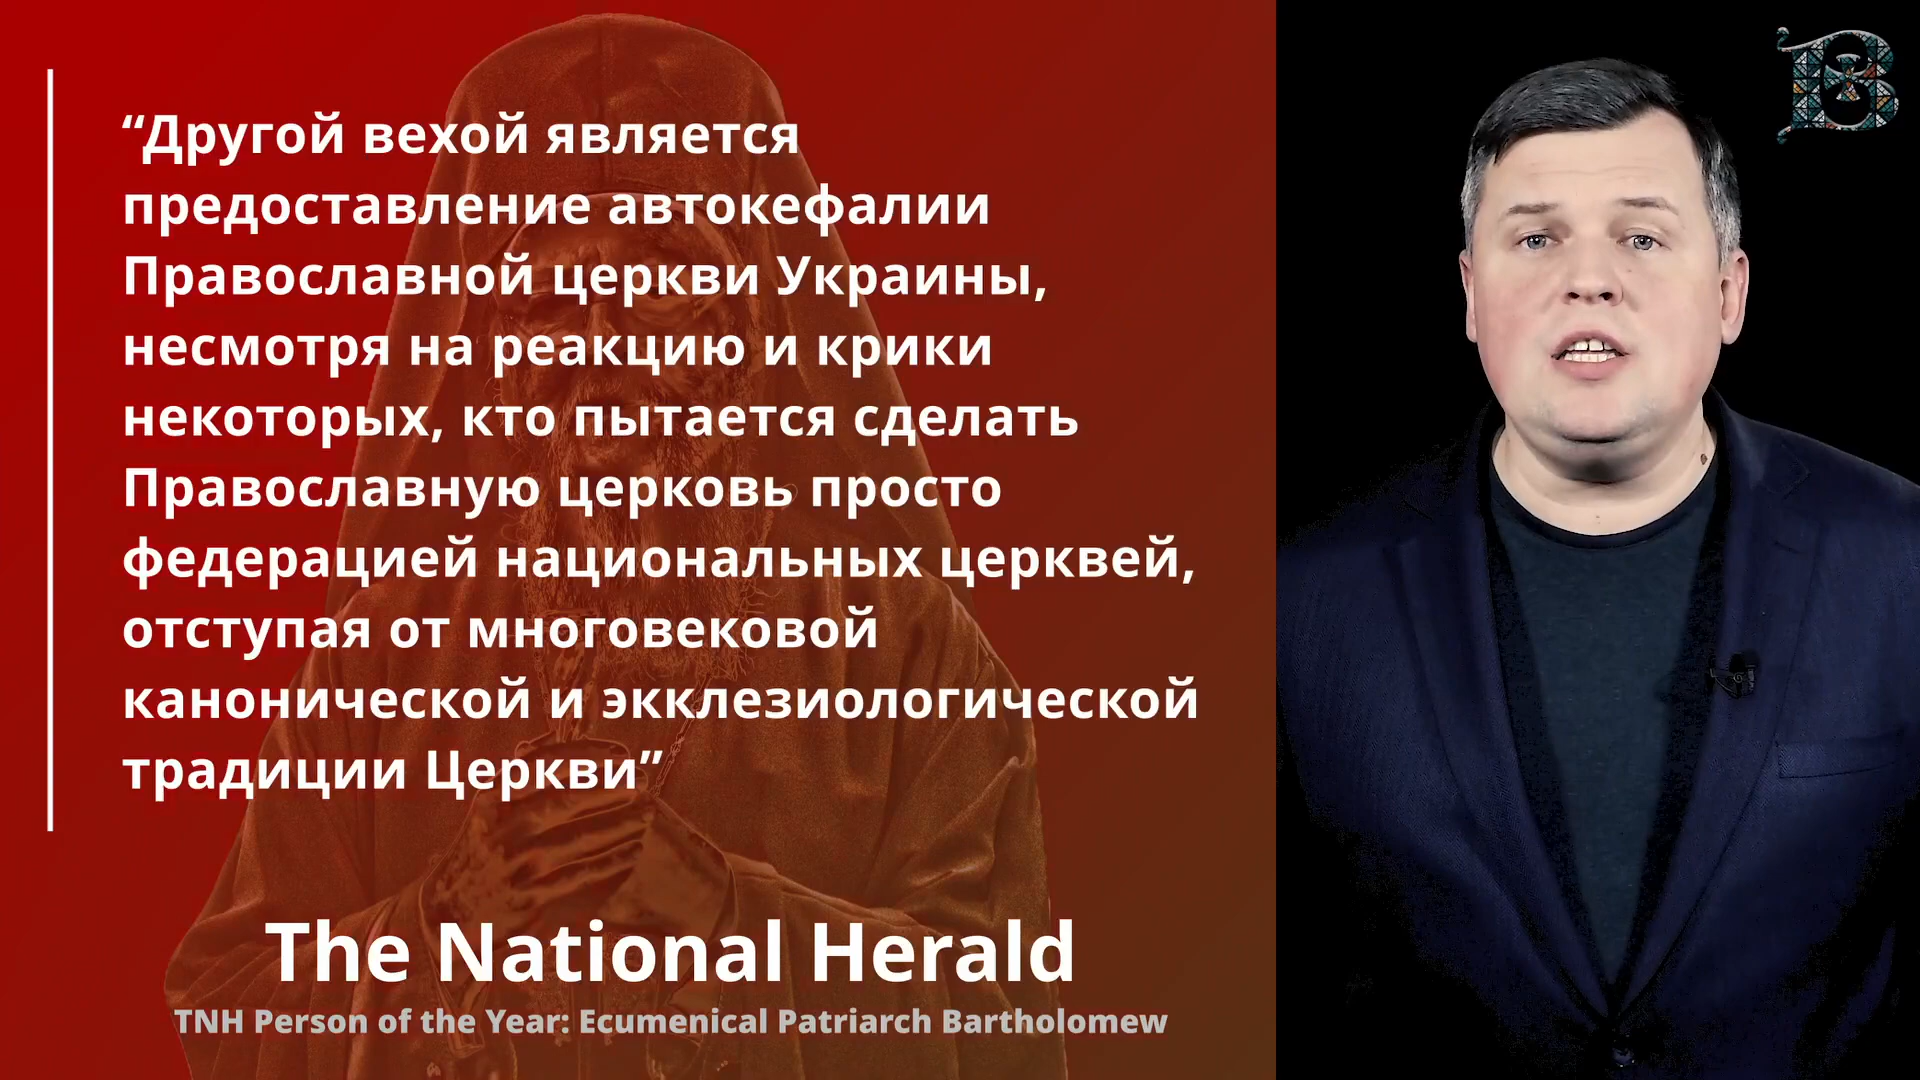 “Другой вехой является
предоставление автокефалии
Православной церкви Украины,
несмотря на реакцию и крики
некоторых, кто пытается сделать
Православную церковь просто
федерацией национальных церквей,
отступая от многовековой
канонической и экклезиологической
традиции Церкви”
The National Herald
TNH Person of the Year: Ecumenical Patriarch Bartholomew